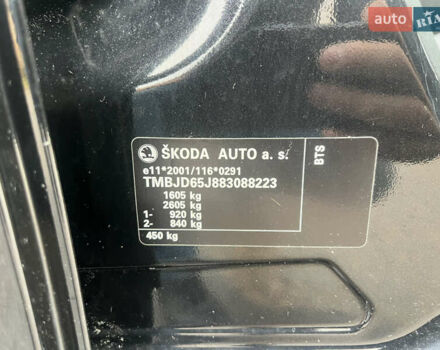 auto RIA
ŠKODA AUTO a. s.
e11*2001/116*0291
TMBJD65J883088223
1605 kg
2605 kg
1- 920 kg
2- 840 kg
450 kg
BTS